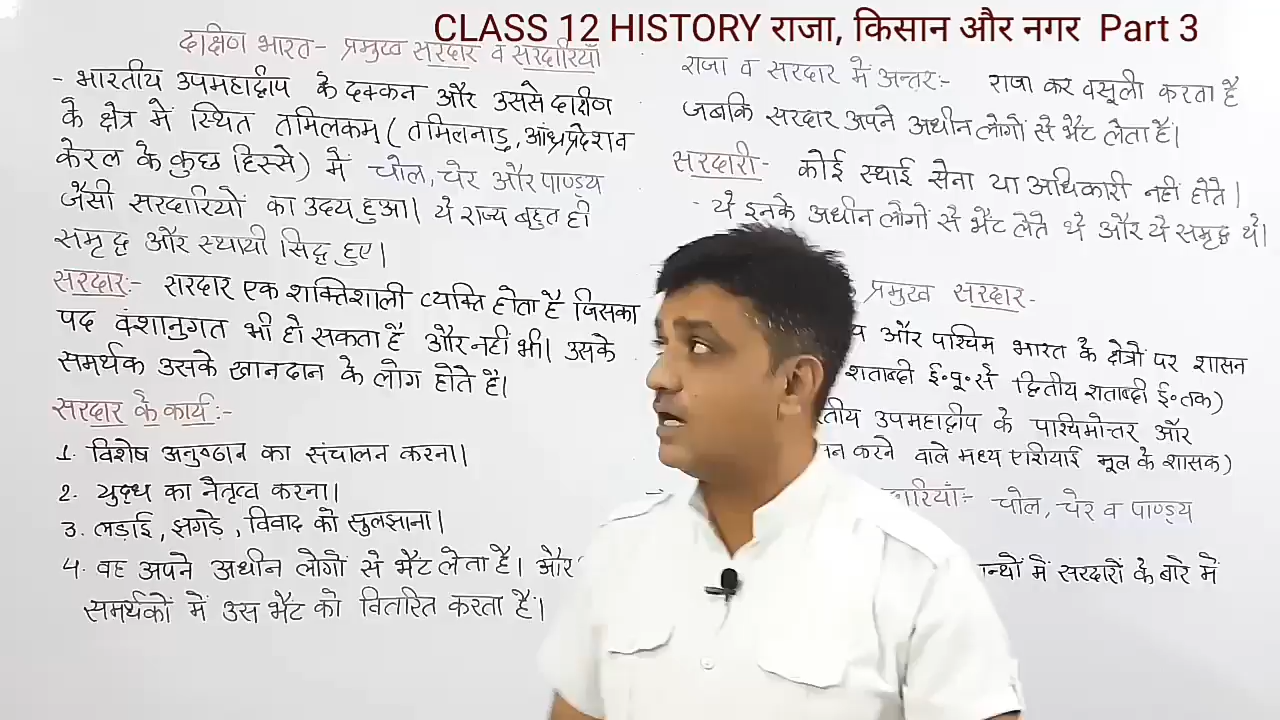 CLASS 12 HISTORY राजा, किसान और नगर Part 3
दक्षिण भारत- प्रमुख सरदार व सरदारियाँ
- भारतीय उपमहाद्वीप के दक्कन और उससे दक्षिण
के क्षेत्र में स्थित तमिलकम् (तमिलनाडु, आंध्रप्रदेश व
केरल के कुछ हिस्से) में चोल, चेर और पाण्ड्य
जैसी सरदारियों का उदय हुआ। ये राज्य बहुत ही
समृद्ध और स्थायी सिद्ध हुए।
सरदार:- सरदार एक शक्तिशाली व्यक्ति होता है जिसका
पद वंशानुगत भी हो सकता है और नहीं भी। उसके
समर्थक उसके खानदान के लोग होते है।
सरदार के कार्य:-
1. विशेष अनुष्ठान का संचालन करना।
2. युद्ध का नेतृत्व करना।
3. लड़ाई, झगड़े, विवाद को सुलझाना।
4. वह अपने अधीन लोगों से भेंट लेता है। और
समर्थकों में उस भेंट को वितरित करता है।
राजा व सरदार में अन्तर:- राजा कर वसूली करता है
जबकि सरदार अपने अधीन लोगों से भेंट लेता है।
सरदारी- कोई स्थाई सेना या अधिकारी नही होते।
- ये इनके अधीन लोगों से भेंट लेते थे और ये समृद्ध थे।
प्रमुख सरदार-
और पश्चिम भारत के क्षेत्रों पर शासन
शताब्दी ई॰पू॰ से द्वितीय शताब्दी ई॰ तक)
उपमहाद्वीप के पश्चिमोत्तर और
करने वाले मध्य एशियाई मूल के शासक)
चोल, चेर व पाण्ड्य
में सरदारों के बारे में